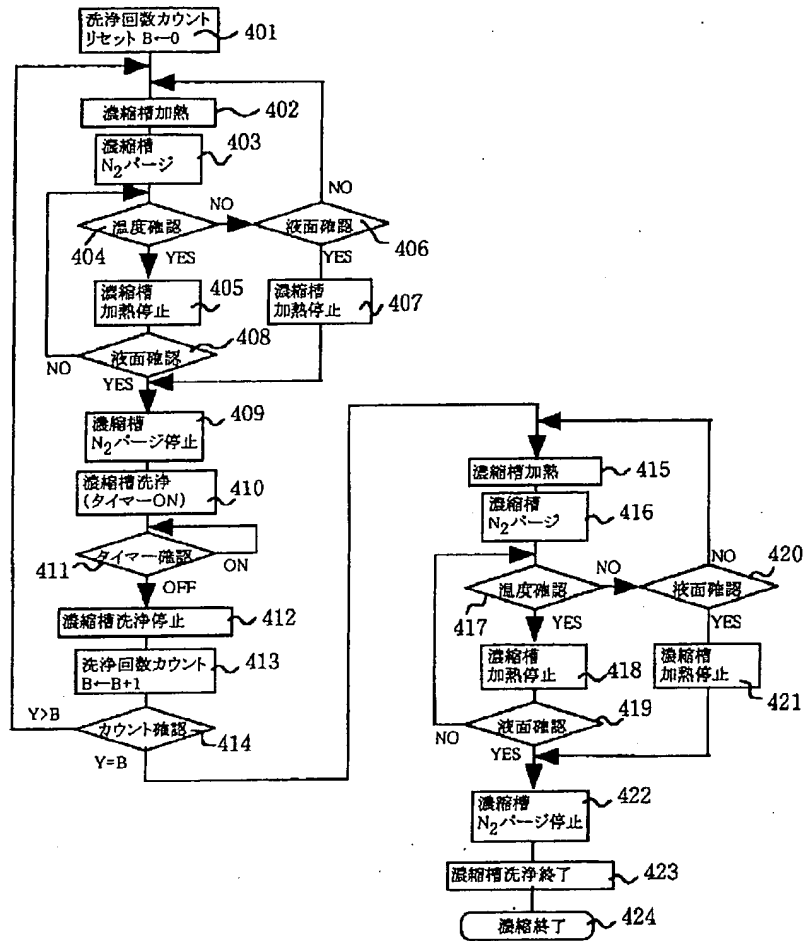 洗浄回数カウント
リセット B←0
401
濃縮槽加熱
402
濃縮槽
N2パージ
403
温度確認
404
NO
YES
液面確認
406
NO
YES
濃縮槽
加熱停止
405
濃縮槽
加熱停止
407
液面確認
408
NO
YES
濃縮槽
N2パージ停止
409
濃縮槽洗浄
(タイマーON)
410
タイマー確認
411
ON
OFF
濃縮槽洗浄停止
412
洗浄回数カウント
B←B+1
413
カウント確認
414
Y>B
Y=B
濃縮槽加熱
415
濃縮槽
N2パージ
416
温度確認
417
NO
YES
液面確認
420
NO
YES
濃縮槽
加熱停止
418
濃縮槽
加熱停止
421
液面確認
419
NO
YES
濃縮槽
N2パージ停止
422
濃縮槽洗浄終了
423
濃縮終了
424